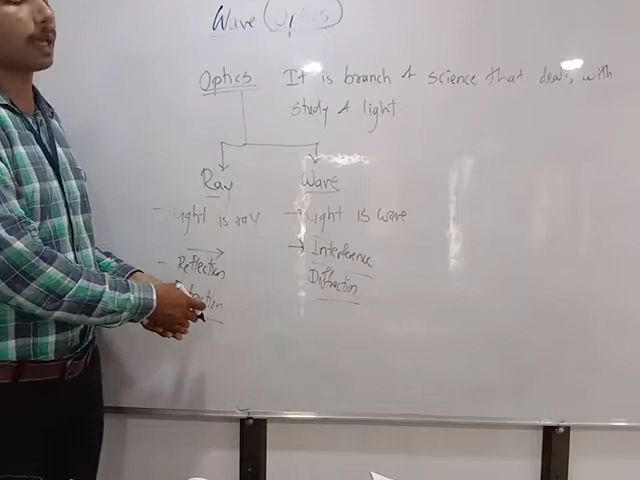 Wave (Optics)
Optics It is branch of science that deals with
study of light
Ray Wave
- Light is ray → Light is wave
- Reflection → Interference
Diffraction